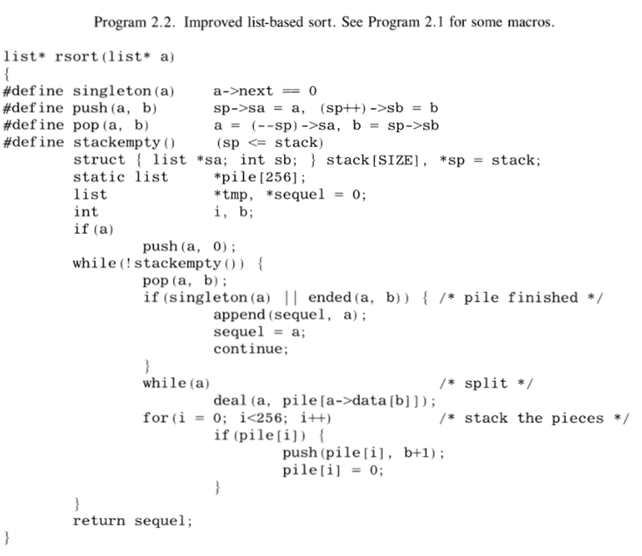 Program 2.2. Improved list-based sort. See Program 2.1 for some macros.
list* rsort(list* a)
{
#define singleton(a) a->next == 0
#define push(a, b) sp->sa = a, (sp++)->sb = b
#define pop(a, b) a = (--sp)->sa, b = sp->sb
#define stackempty() (sp <= stack)
struct { list *sa; int sb; } stack[SIZE], *sp = stack;
static list *pile[256];
list *tmp, *sequel = 0;
int i, b;
if(a)
push(a, 0);
while(!stackempty()) {
pop(a, b);
if(singleton(a) || ended(a, b)) { /* pile finished */
append(sequel, a);
sequel = a;
continue;
}
while(a) /* split */
deal(a, pile[a->data[b]]);
for(i = 0; i<256; i++) /* stack the pieces */
if(pile[i]) {
push(pile[i], b+1);
pile[i] = 0;
}
}
return sequel;
}